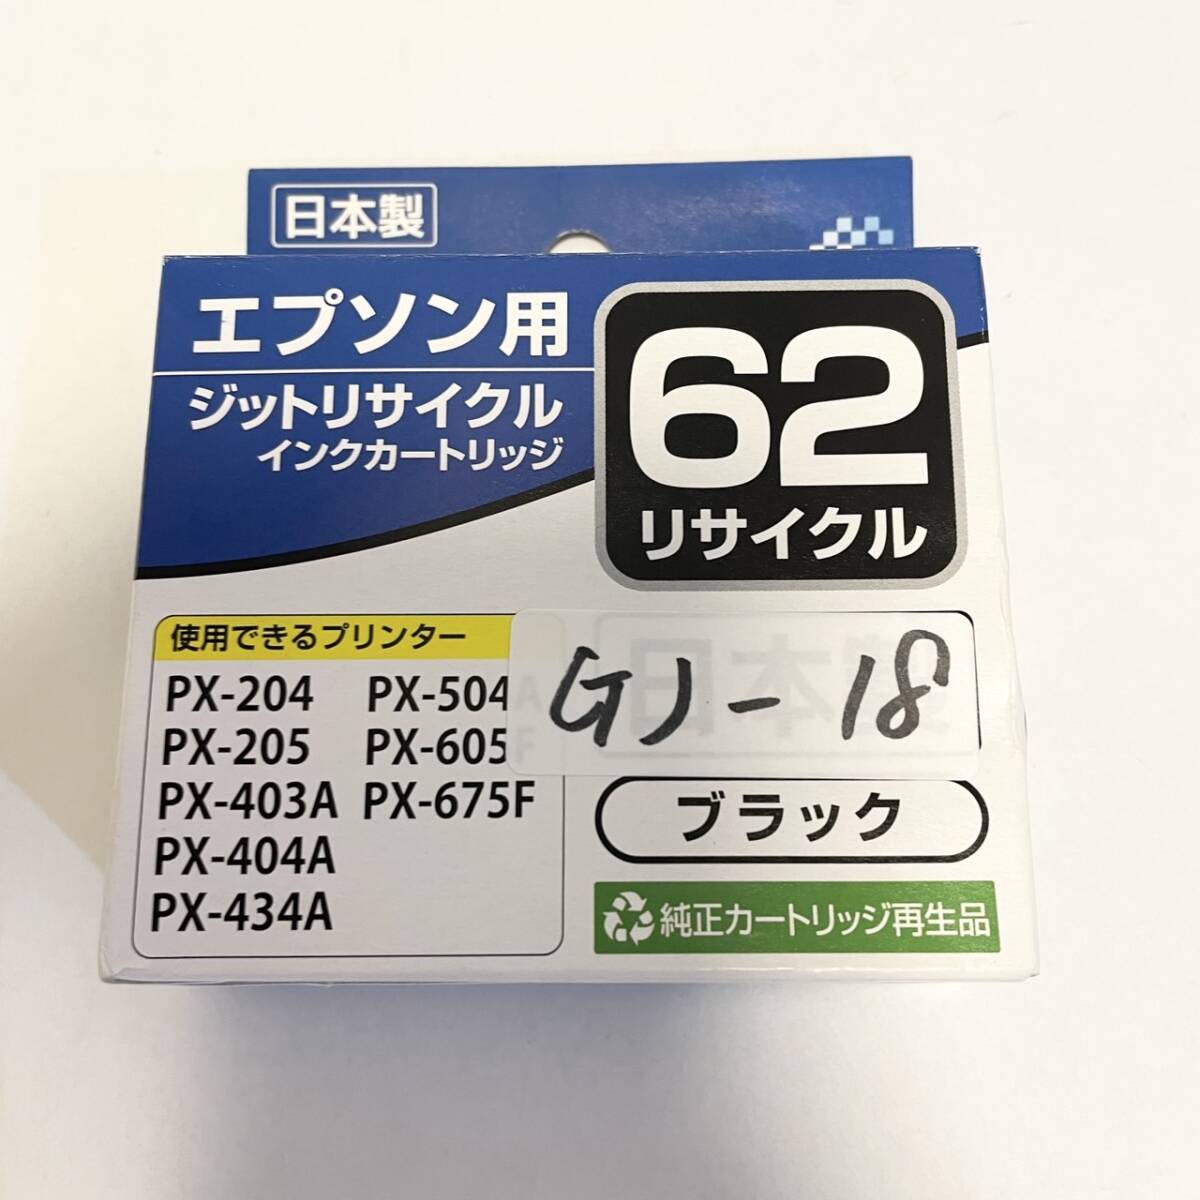 日本製
エプソン用
ジットリサイクル
インクカートリッジ
62
リサイクル
使用できるプリンター
PX-204 PX-504A
PX-205 PX-605F
PX-403A PX-675F
PX-404A
PX-434A
GJ-18
ブラック
純正カートリッジ再生品